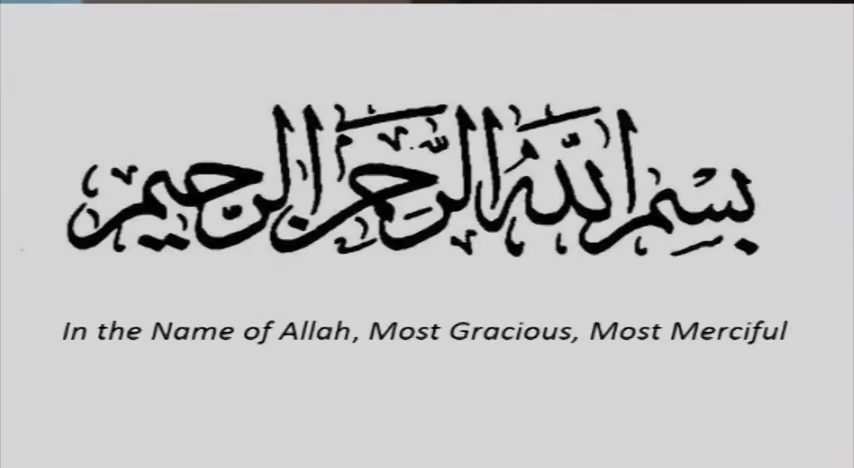 بسم الله الرحمن الرحيم
In the Name of Allah, Most Gracious, Most Merciful